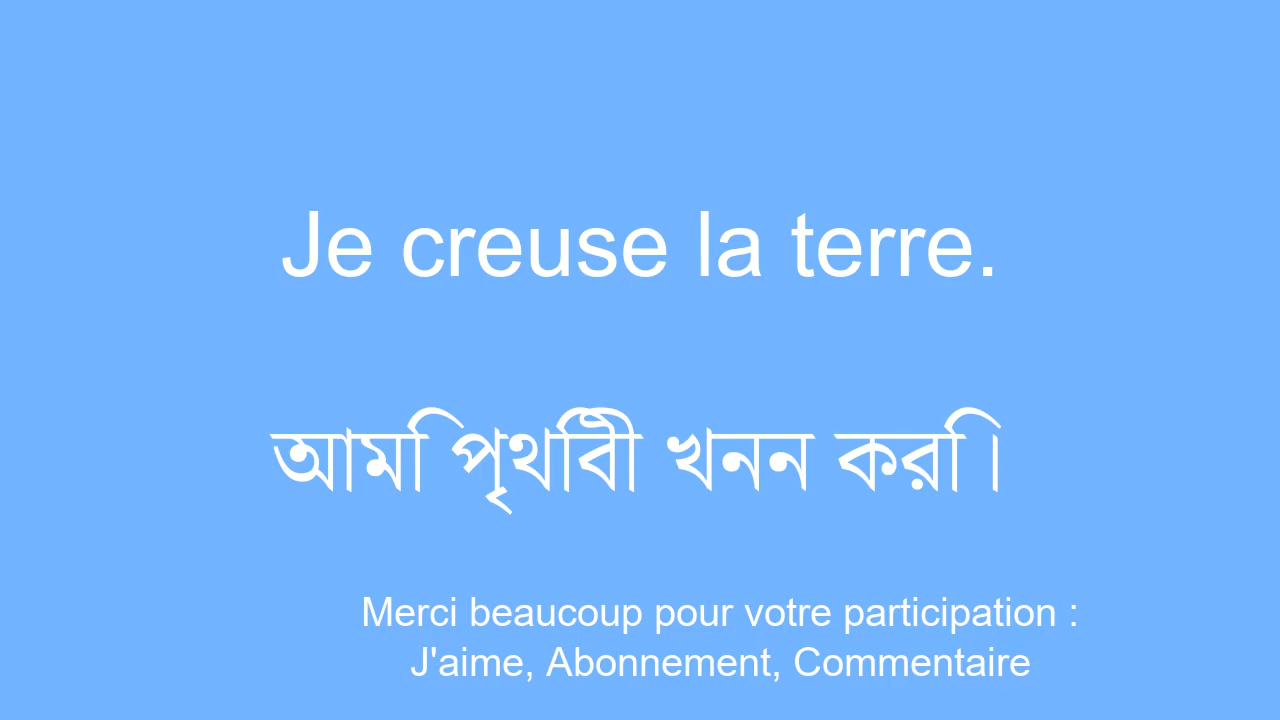 Je creuse la terre.
আমি পৃথিবী খনন করি।
Merci beaucoup pour votre participation :
J'aime, Abonnement, Commentaire